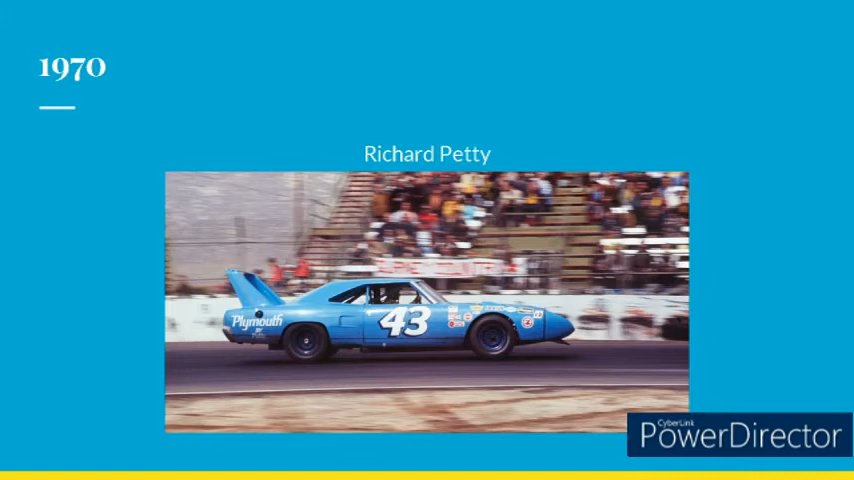 1970
Richard Petty
Plymouth
43
CyberLink
PowerDirector